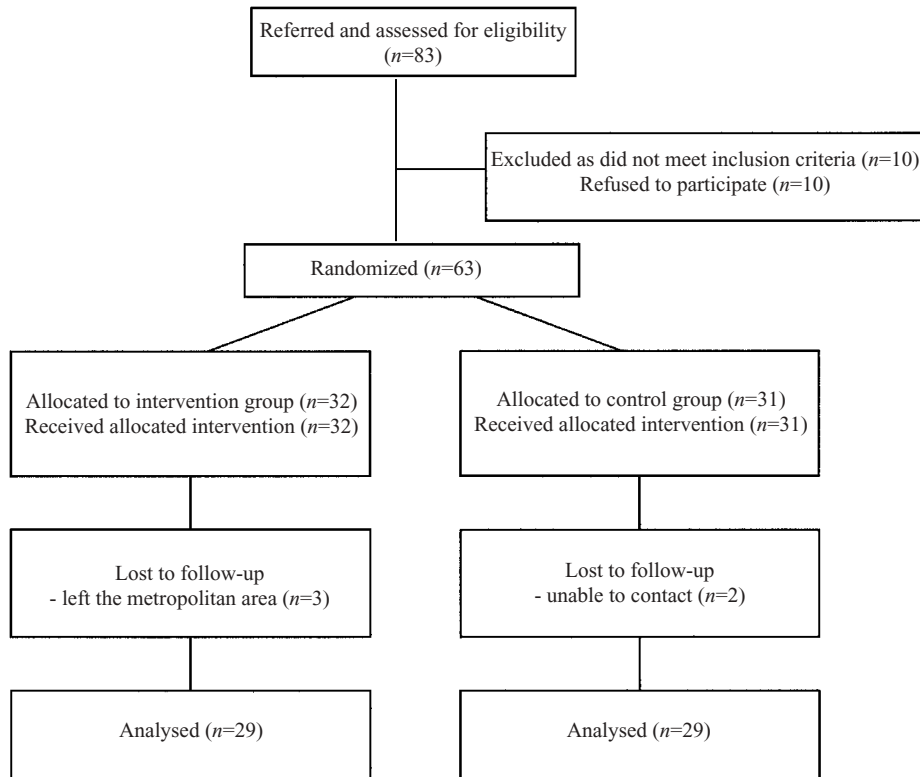 Referred and assessed for eligibility
(n=83)
Excluded as did not meet inclusion criteria (n=10)
Refused to participate (n=10)
Randomized (n=63)
Allocated to intervention group (n=32)
Received allocated intervention (n=32)
Allocated to control group (n=31)
Received allocated intervention (n=31)
Lost to follow-up
- left the metropolitan area (n=3)
Lost to follow-up
- unable to contact (n=2)
Analysed (n=29)
Analysed (n=29)